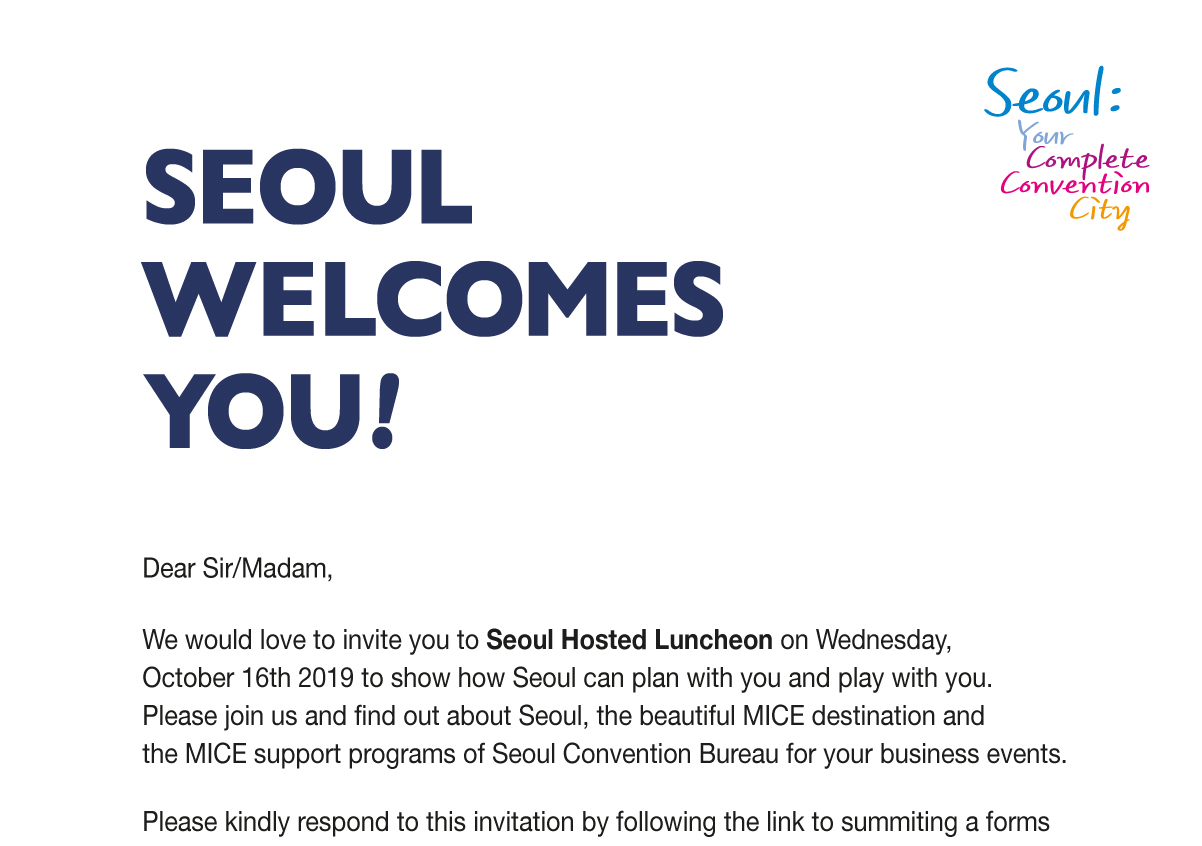 Seoul:
Your
Complete
Convention
City
SEOUL
WELCOMES
YOU!
Dear Sir/Madam,
We would love to invite you to Seoul Hosted Luncheon on Wednesday,
October 16th 2019 to show how Seoul can plan with you and play with you.
Please join us and find out about Seoul, the beautiful MICE destination and
the MICE support programs of Seoul Convention Bureau for your business events.
Please kindly respond to this invitation by following the link to summiting a forms